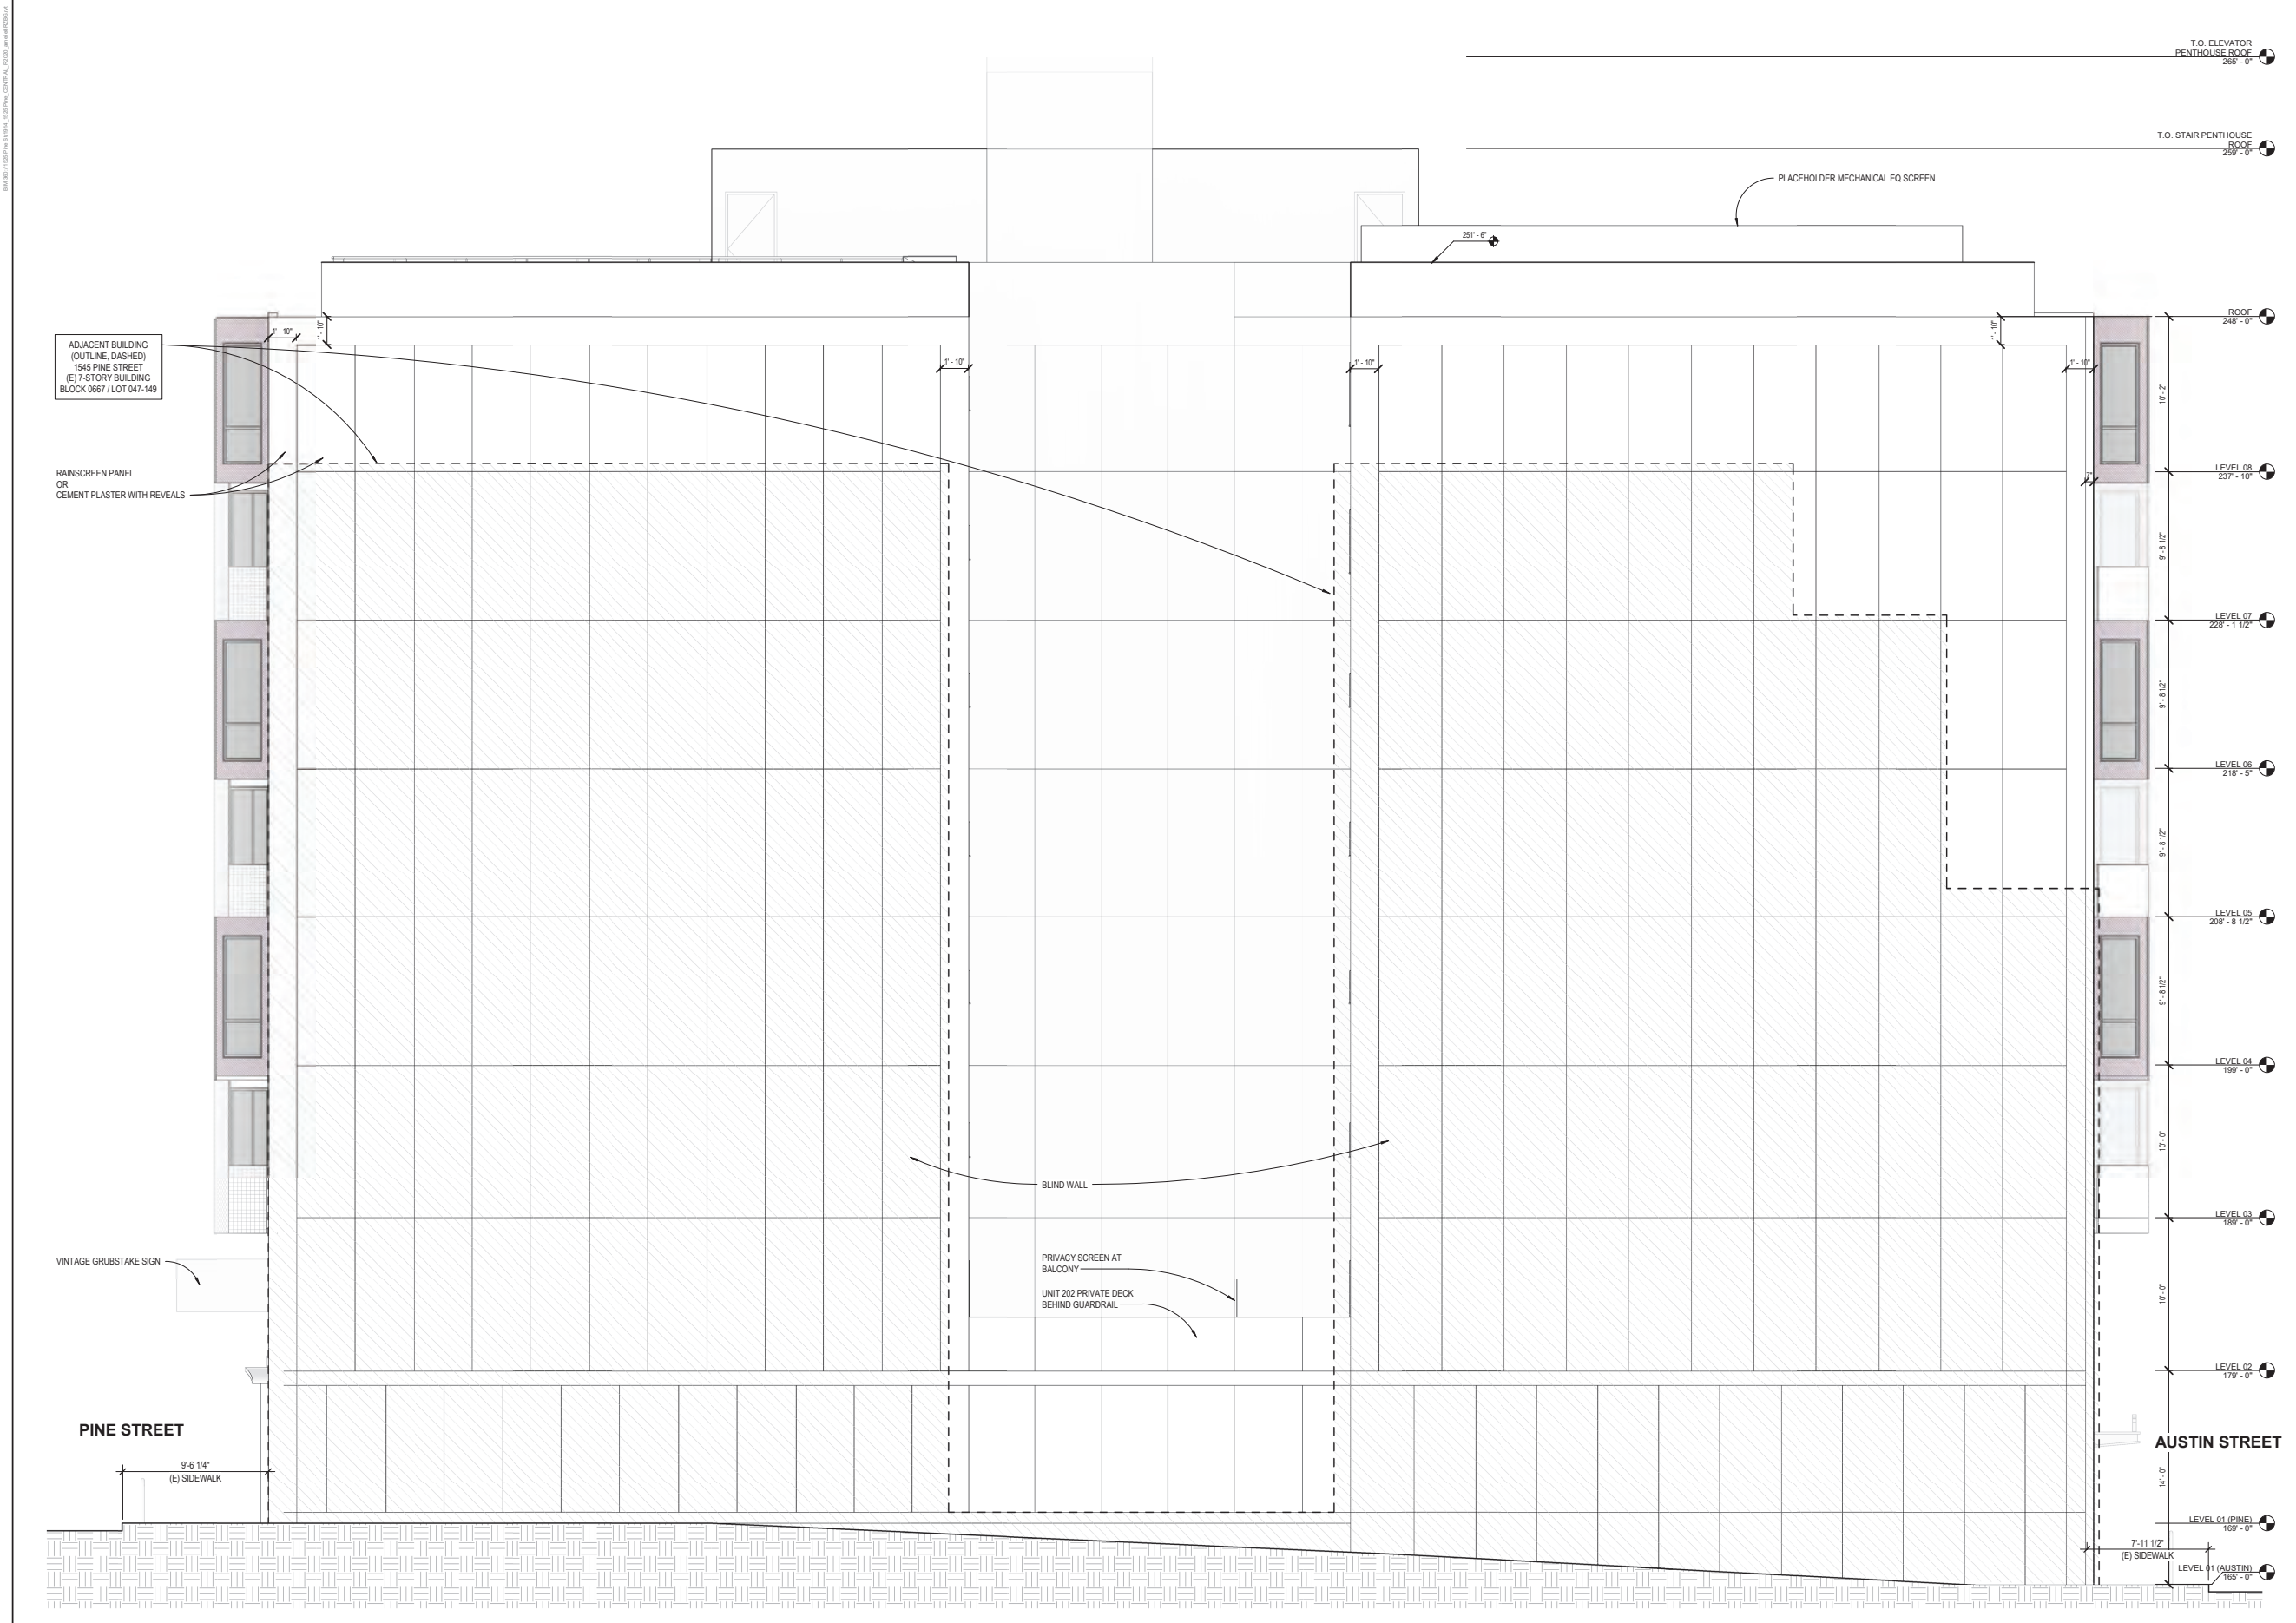 T.O. ELEVATOR
PENTHOUSE ROOF
265' - 0"
T.O. STAIR PENTHOUSE
ROOF
259' - 0"
PLACEHOLDER MECHANICAL EQ SCREEN
251' - 6"
ROOF
248' - 0"
1' - 10"
1' - 10"
1' - 10"
1' - 10"
1' - 10"
1' - 10"
ADJACENT BUILDING
(OUTLINE, DASHED)
1545 PINE STREET
(E) 7-STORY BUILDING
BLOCK 0667 / LOT 047-149
10' - 2"
RAINSCREEN PANEL
OR
CEMENT PLASTER WITH REVEALS
LEVEL 08
237' - 10"
7"
9' - 8 1/2"
LEVEL 07
228' - 1 1/2"
9' - 8 1/2"
LEVEL 06
218' - 5"
9' - 8 1/2"
LEVEL 05
208' - 8 1/2"
9' - 8 1/2"
LEVEL 04
199' - 0"
10' - 0"
BLIND WALL
LEVEL 03
189' - 0"
VINTAGE GRUBSTAKE SIGN
PRIVACY SCREEN AT
BALCONY
UNIT 202 PRIVATE DECK
BEHIND GUARDRAIL
10' - 0"
LEVEL 02
179' - 0"
PINE STREET
AUSTIN STREET
9'-6 1/4"
(E) SIDEWALK
14' - 0"
LEVEL 01 (PINE)
169' - 0"
7'-11 1/2"
(E) SIDEWALK
LEVEL 01 (AUSTIN)
165' - 0"